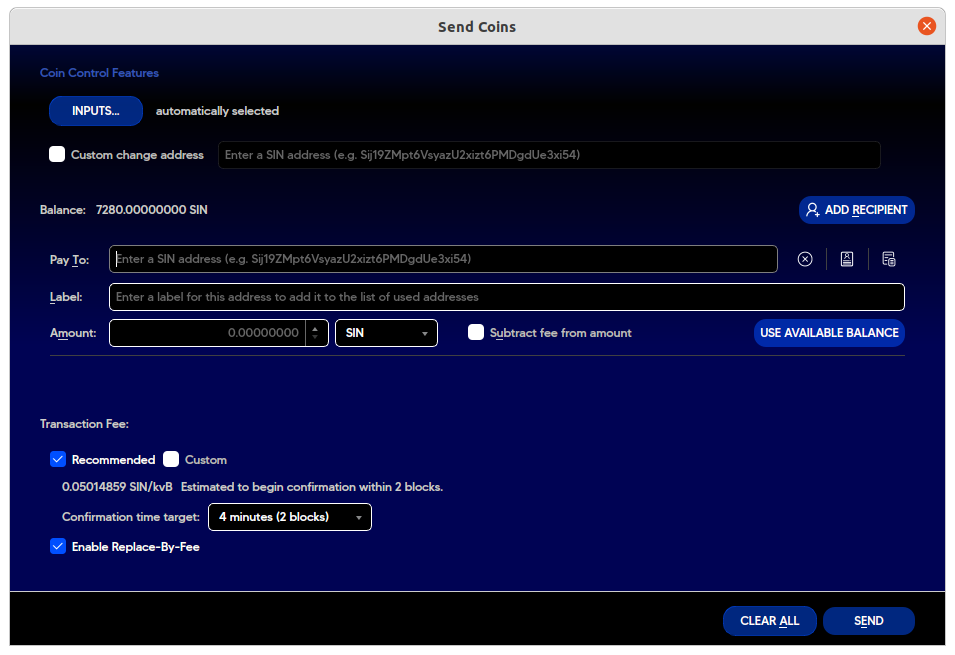 Send Coins
Coin Control Features
INPUTS... automatically selected
Custom change address Enter a SIN address (e.g. Sij19ZMpt6VsyazU2xizt6PMDgdUe3xi54)
Balance: 7280.00000000 SIN ADD RECIPIENT
Pay To: Enter a SIN address (e.g. Sij19ZMpt6VsyazU2xizt6PMDgdUe3xi54)
Label: Enter a label for this address to add it to the list of used addresses
Amount: 0.00000000 SIN Subtract fee from amount USE AVAILABLE BALANCE
Transaction Fee:
Recommended Custom
0.05014859 SIN/kvB Estimated to begin confirmation within 2 blocks.
Confirmation time target: 4 minutes (2 blocks)
Enable Replace-By-Fee
CLEAR ALL SEND